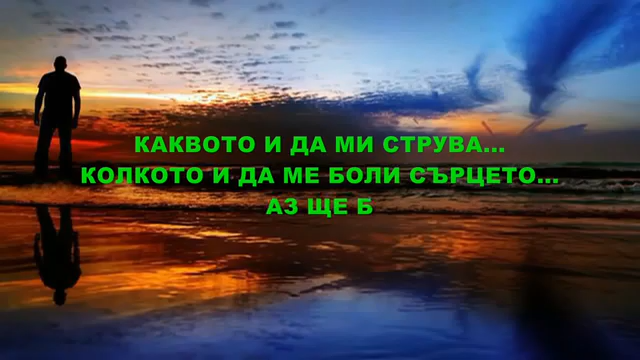 КАКВОТО И ДА МИ СТРУВА...
КОЛКОТО И ДА МЕ БОЛИ СЪРЦЕТО...
АЗ ЩЕ Б